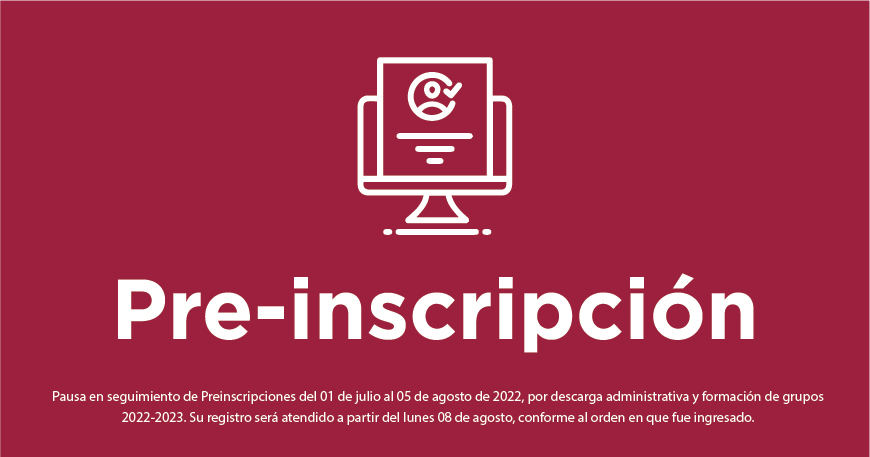 Pre-inscripción
Pausa en seguimiento de Preinscripciones del 01 de julio al 05 de agosto de 2022, por descarga administrativa y formación de grupos
2022-2023. Su registro será atendido a partir del lunes 08 de agosto, conforme al orden en que fue ingresado.